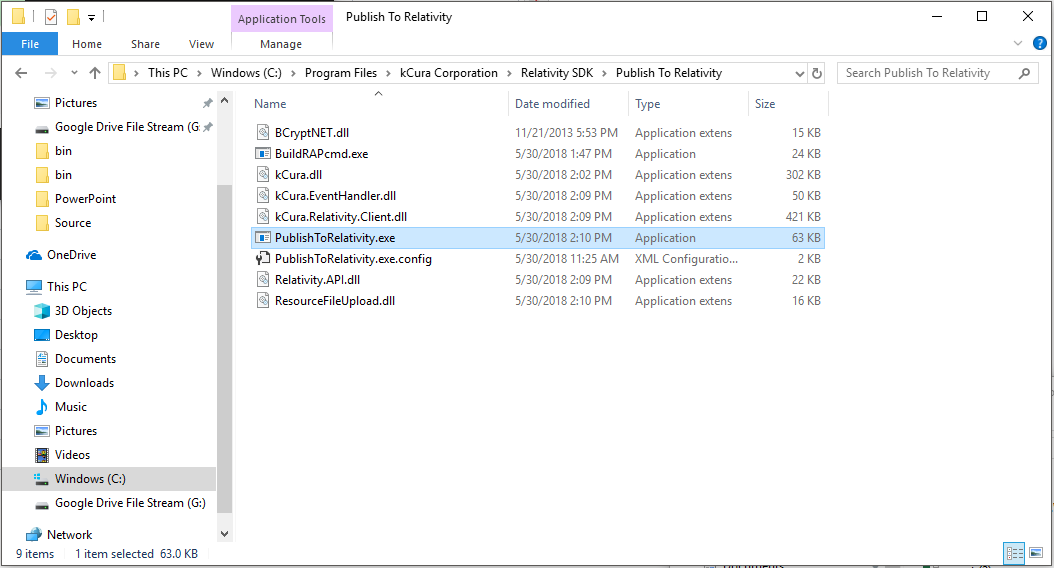 Application Tools Publish To Relativity
File Home Share View Manage
This PC Windows (C:) Program Files kCura Corporation Relativity SDK Publish To Relativity Search Publish To Relativity
Name Date modified Type Size
Pictures
Google Drive File Stream (G
bin
bin
PowerPoint
Source
OneDrive
This PC
3D Objects
Desktop
Documents
Downloads
Music
Pictures
Videos
Windows (C:)
Google Drive File Stream (G:)
Network
BCryptNET.dll 11/21/2013 5:53 PM Application extens 15 KB
BuildRAPcmd.exe 5/30/2018 1:47 PM Application 24 KB
kCura.dll 5/30/2018 2:02 PM Application extens 302 KB
kCura.EventHandler.dll 5/30/2018 2:09 PM Application extens 50 KB
kCura.Relativity.Client.dll 5/30/2018 2:09 PM Application extens 421 KB
PublishToRelativity.exe 5/30/2018 2:10 PM Application 63 KB
PublishToRelativity.exe.config 5/30/2018 11:25 AM XML Configuratio... 2 KB
Relativity.API.dll 5/30/2018 2:09 PM Application extens 22 KB
ResourceFileUpload.dll 5/30/2018 2:10 PM Application extens 16 KB
9 items 1 item selected 63.0 KB